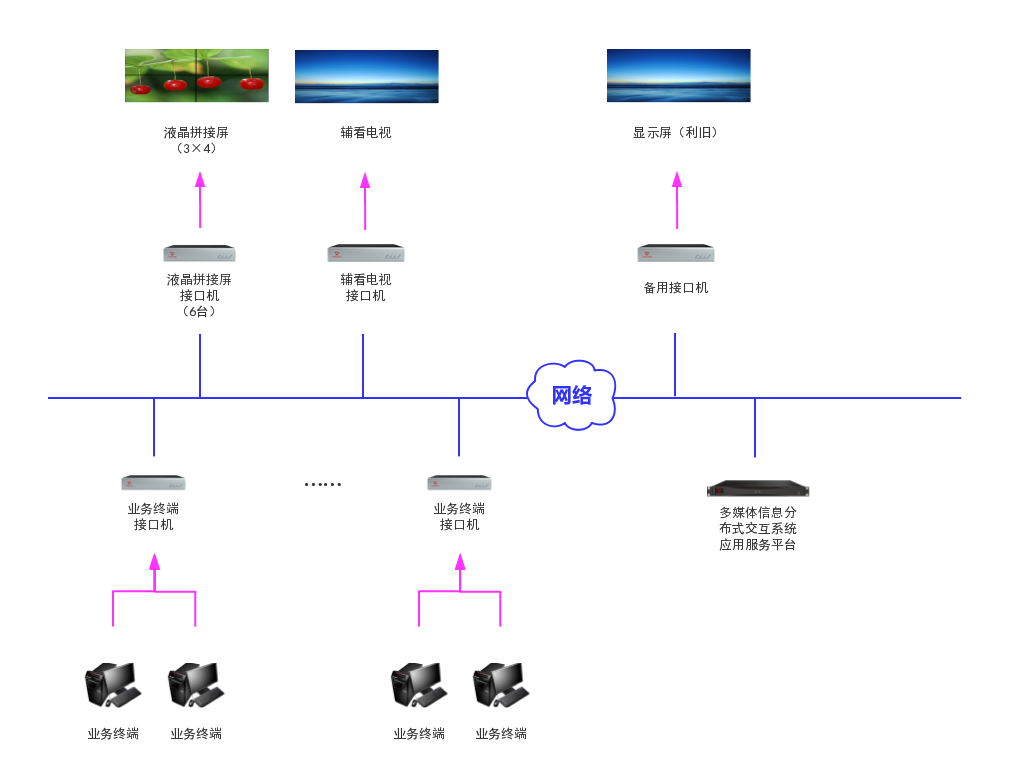 液晶拼接屏
（3×4）
辅看电视
显示屏（利旧）
液晶拼接屏
接口机
（6台）
辅看电视
接口机
备用接口机
网络
业务终端
接口机
······
业务终端
接口机
多媒体信息分
布式交互系统
应用服务平台
业务终端
业务终端
业务终端
业务终端